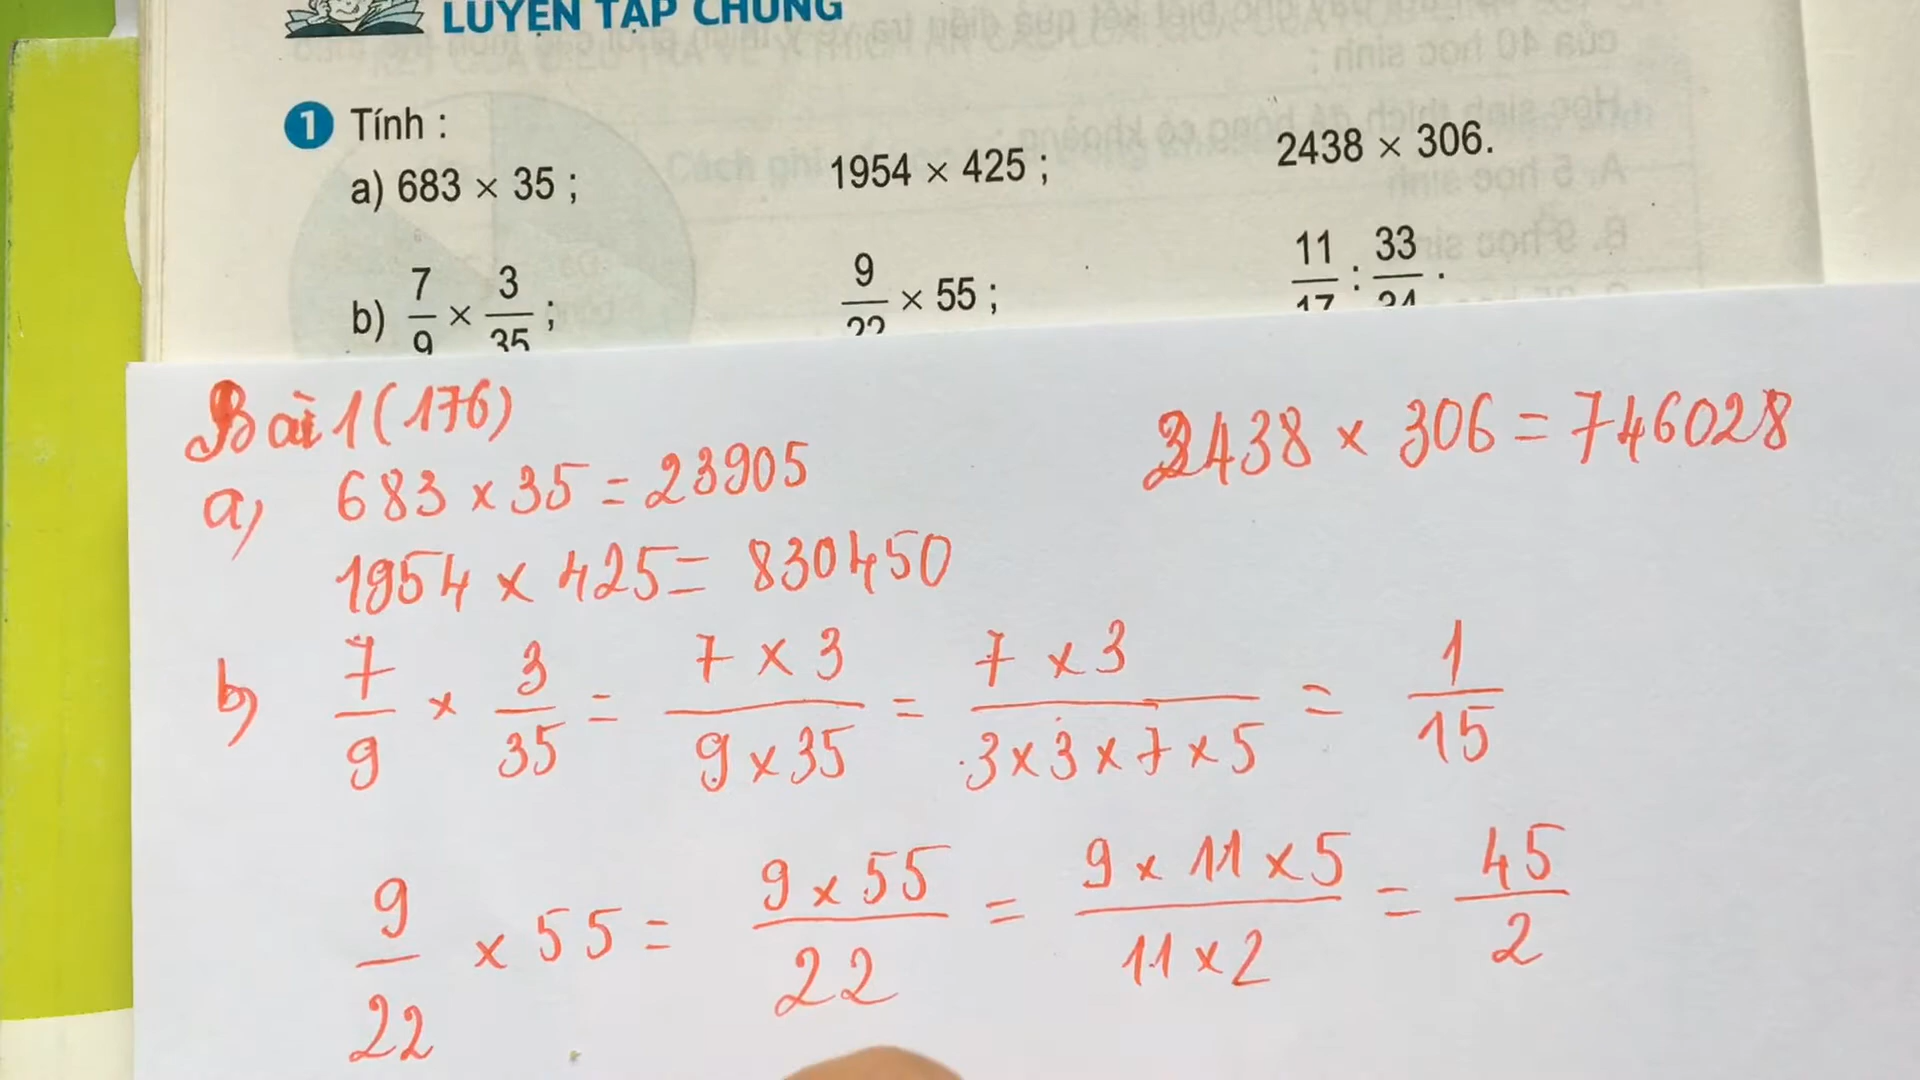 LUYỆN TẬP CHUNG
1 Tính :
a) 683 × 35 ; 1954 × 425 ; 2438 × 306.
b) 7/9 × 3/35 ; 9/22 × 55 ; 11/17 : 33/34 .
Bài 1 (176)
a, 683 × 35 = 23905
2438 × 306 = 746028
1954 × 425 = 830450
b, 7/9 × 3/35 = (7 × 3)/(9 × 35) = (7 × 3)/(3 × 3 × 7 × 5) = 1/15
9/22 × 55 = (9 × 55)/22 = (9 × 11 × 5)/(11 × 2) = 45/2